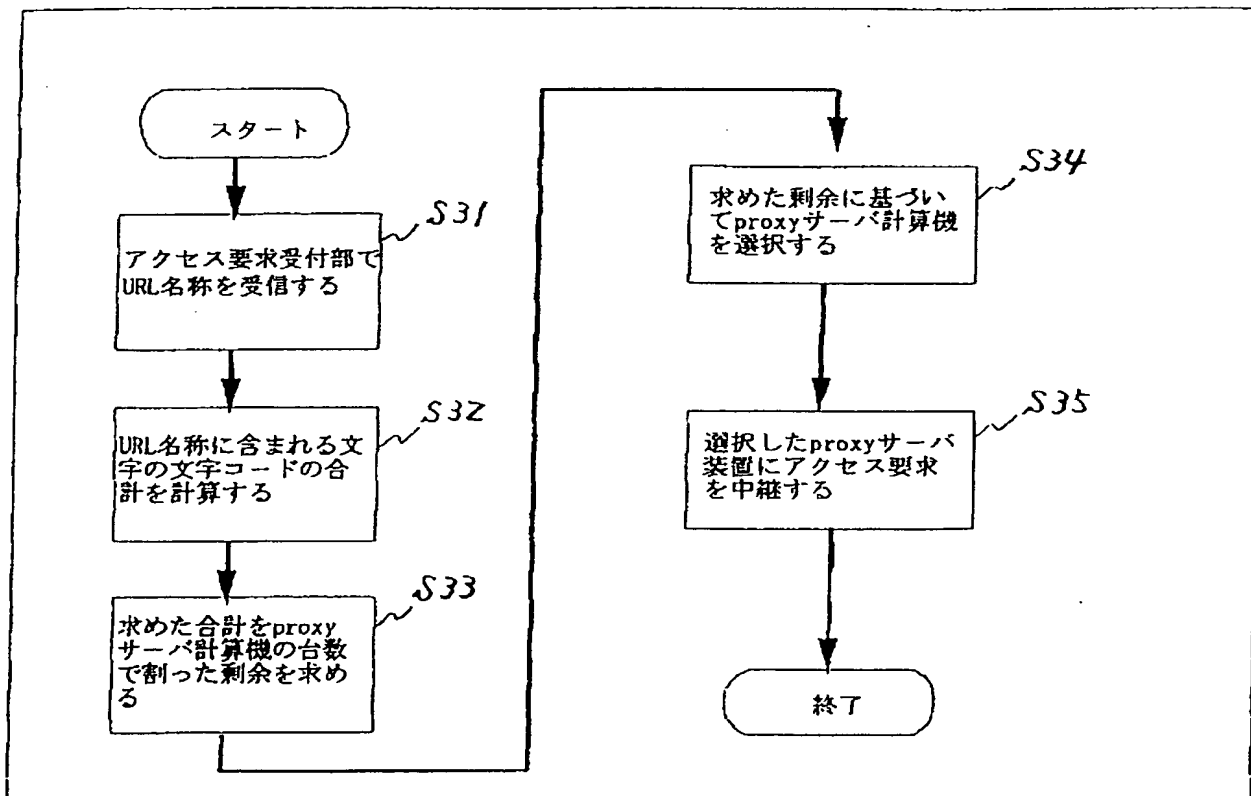 スタート
S31
アクセス要求受付部で
URL名称を受信する
S32
URL名称に含まれる文
字の文字コードの合
計を計算する
S33
求めた合計をproxy
サーバ計算機の台数
で割った剰余を求め
る
S34
求めた剰余に基づい
てproxyサーバ計算機
を選択する
S35
選択したproxyサーバ
装置にアクセス要求
を中継する
終了